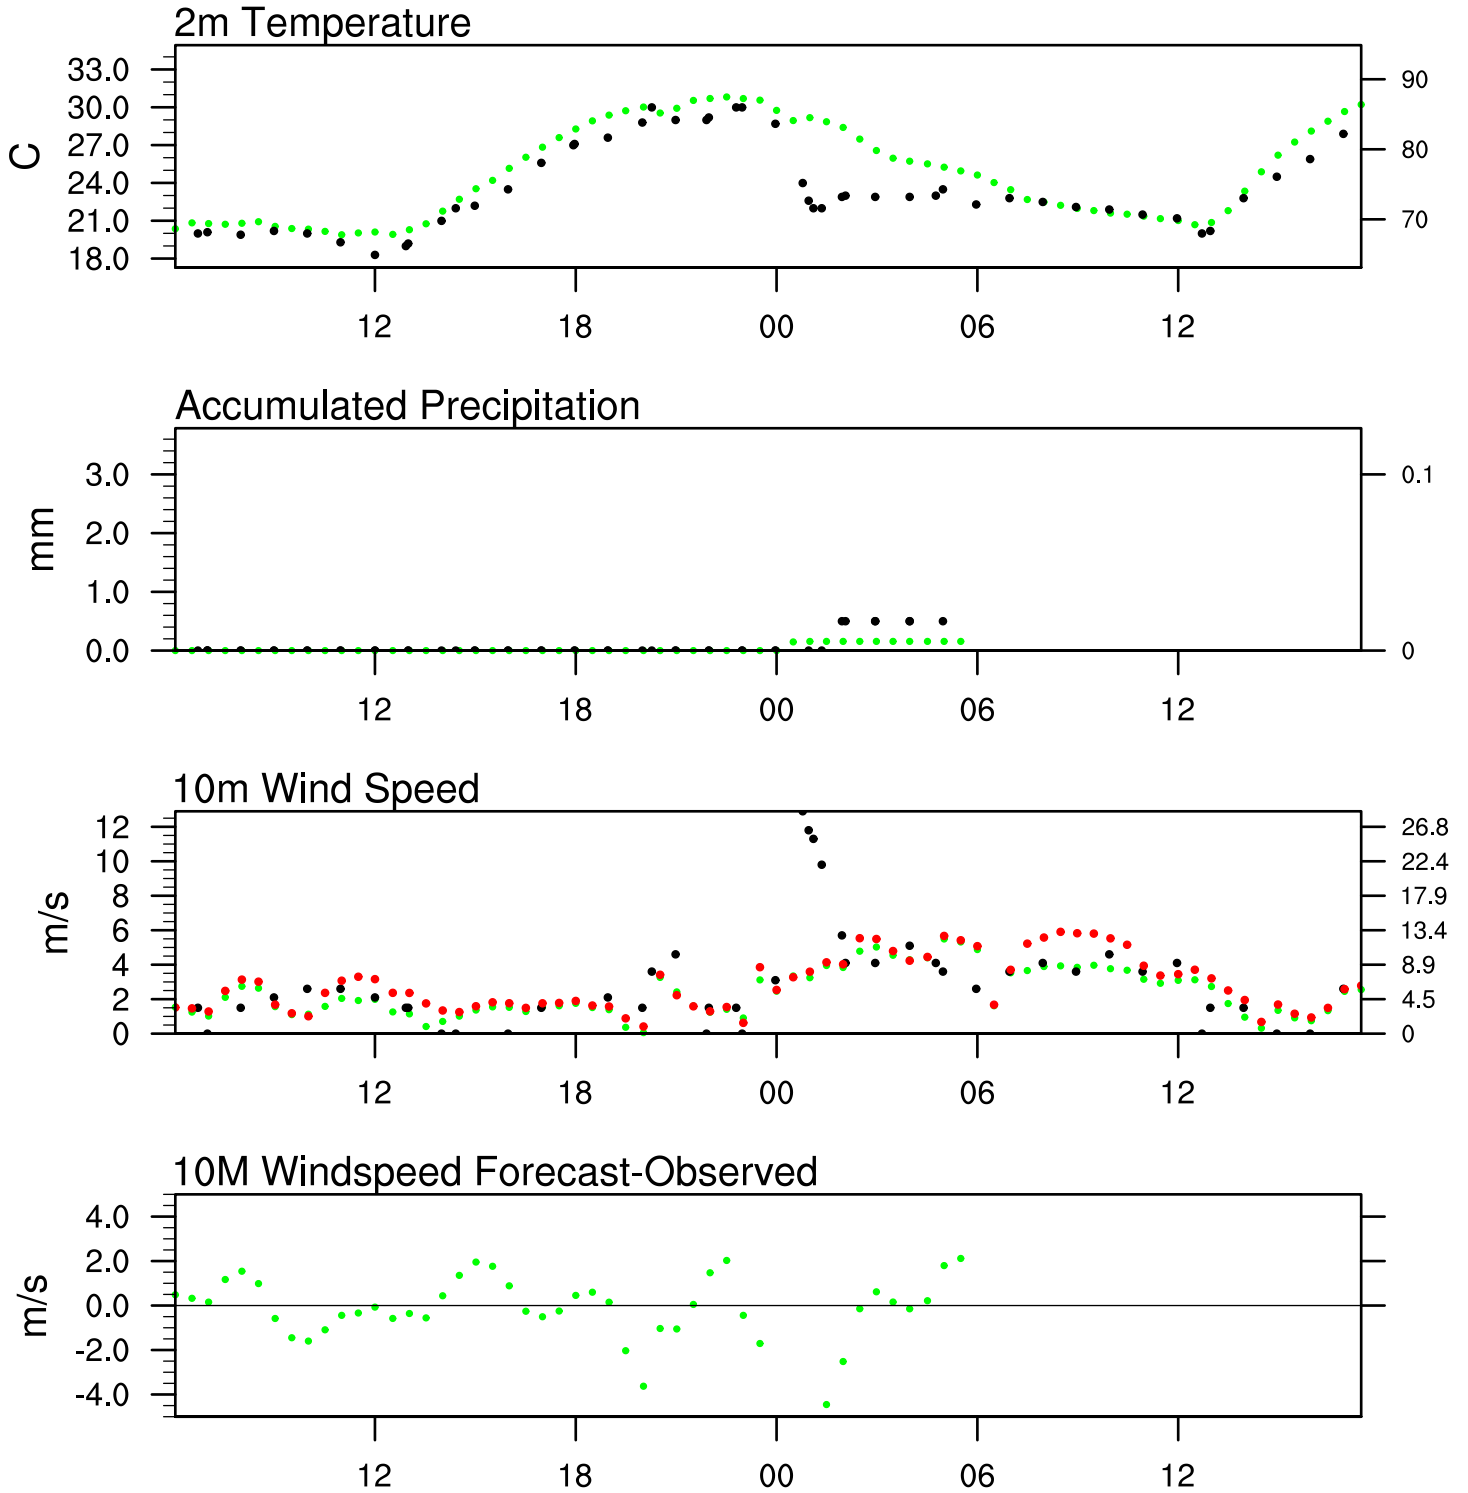 2m Temperature
33.0
30.0
27.0
24.0
21.0
18.0
C
90
80
70
12 18 00 06 12
Accumulated Precipitation
3.0
2.0
1.0
0.0
mm
0.1
0
12 18 00 06 12
10m Wind Speed
12
10
8
6
4
2
0
m/s
26.8
22.4
17.9
13.4
8.9
4.5
0
12 18 00 06 12
10M Windspeed Forecast-Observed
4.0
2.0
0.0
-2.0
-4.0
m/s
12 18 00 06 12